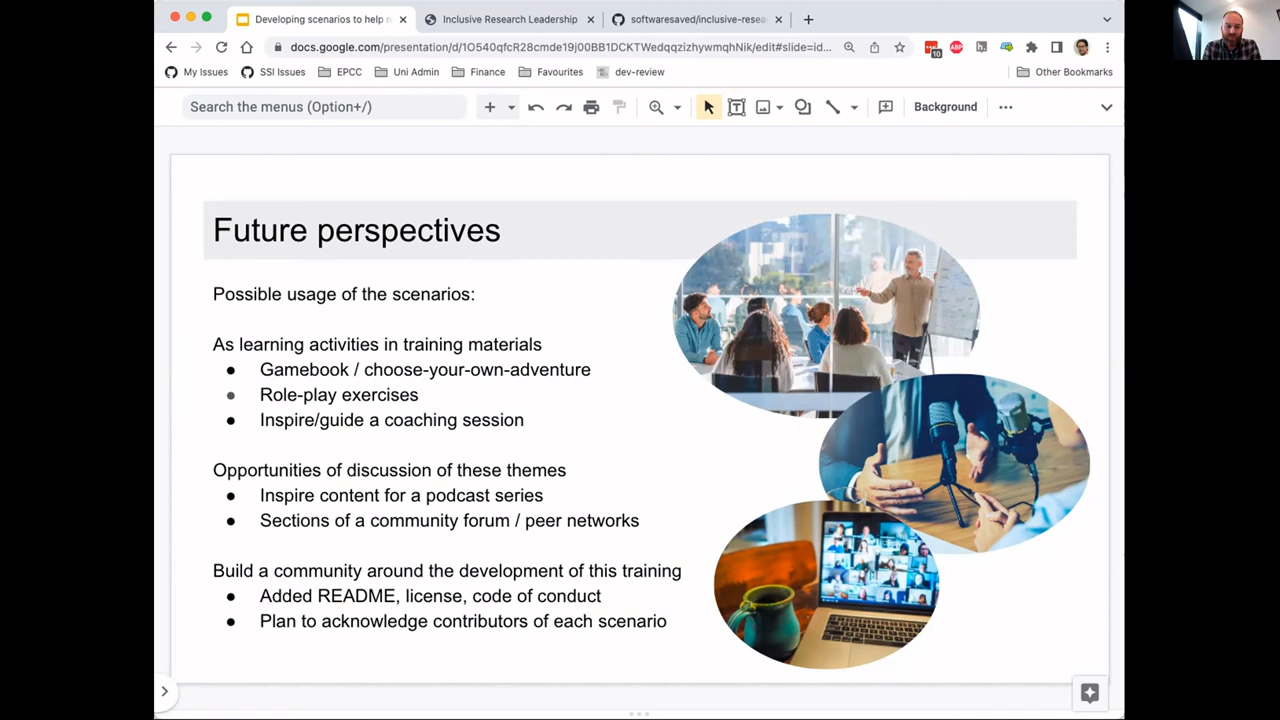 Developing scenarios to help n
Inclusive Research Leadership
softwaresaved/inclusive-resea
docs.google.com/presentation/d/1O540qfcR28cmde19j00BB1DCKTWedqqzizhywmqhNik/edit#slide=id...
10
ABP
My Issues
SSI Issues
EPCC
Uni Admin
Finance
Favourites
dev-review
Other Bookmarks
Search the menus (Option+/)
Background
Future perspectives
Possible usage of the scenarios:
As learning activities in training materials
● Gamebook / choose-your-own-adventure
● Role-play exercises
● Inspire/guide a coaching session
Opportunities of discussion of these themes
● Inspire content for a podcast series
● Sections of a community forum / peer networks
Build a community around the development of this training
● Added README, license, code of conduct
● Plan to acknowledge contributors of each scenario